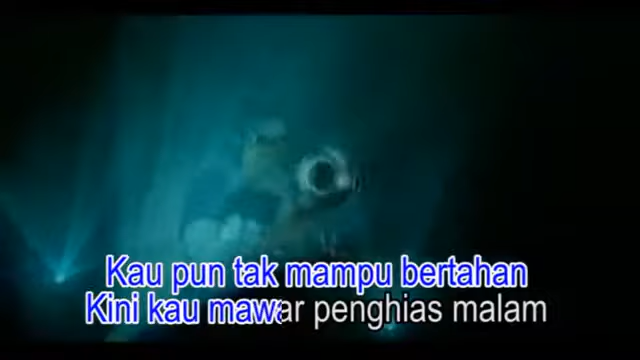 Kau pun tak mampu bertahan
Kini kau mawar penghias malam